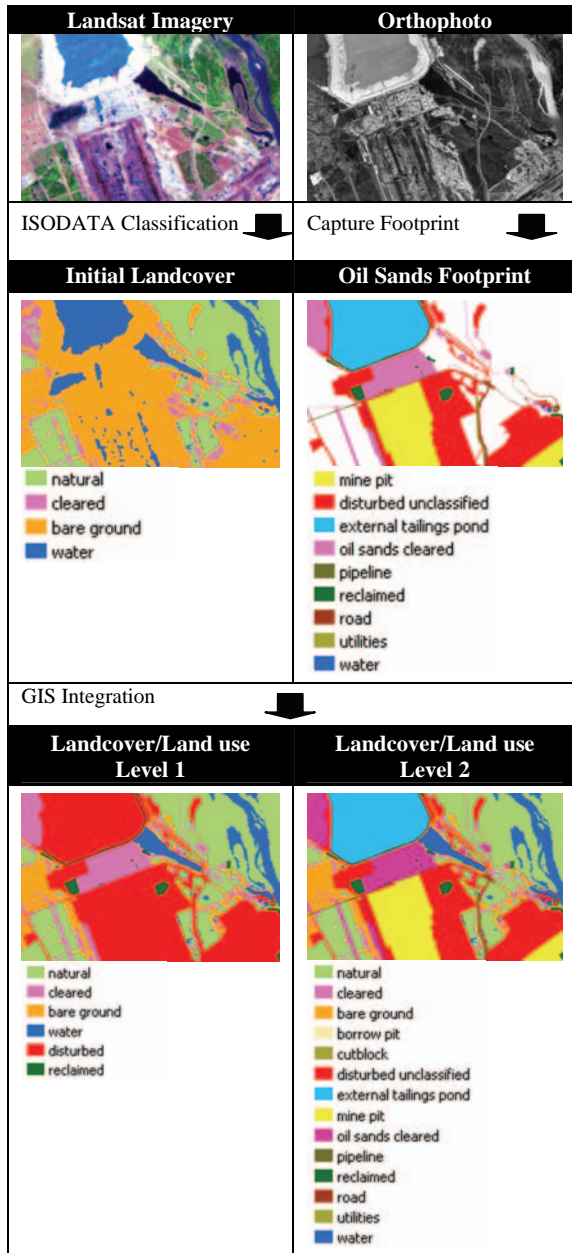 Landsat Imagery
Orthophoto
ISODATA Classification
Capture Footprint
Initial Landcover
Oil Sands Footprint
natural
cleared
bare ground
water
mine pit
disturbed unclassified
external tailings pond
oil sands cleared
pipeline
reclaimed
road
utilities
water
GIS Integration
Landcover/Land use
Level 1
Landcover/Land use
Level 2
natural
cleared
bare ground
water
disturbed
reclaimed
natural
cleared
bare ground
borrow pit
cutblock
disturbed unclassified
external tailings pond
mine pit
oil sands cleared
pipeline
reclaimed
road
utilities
water